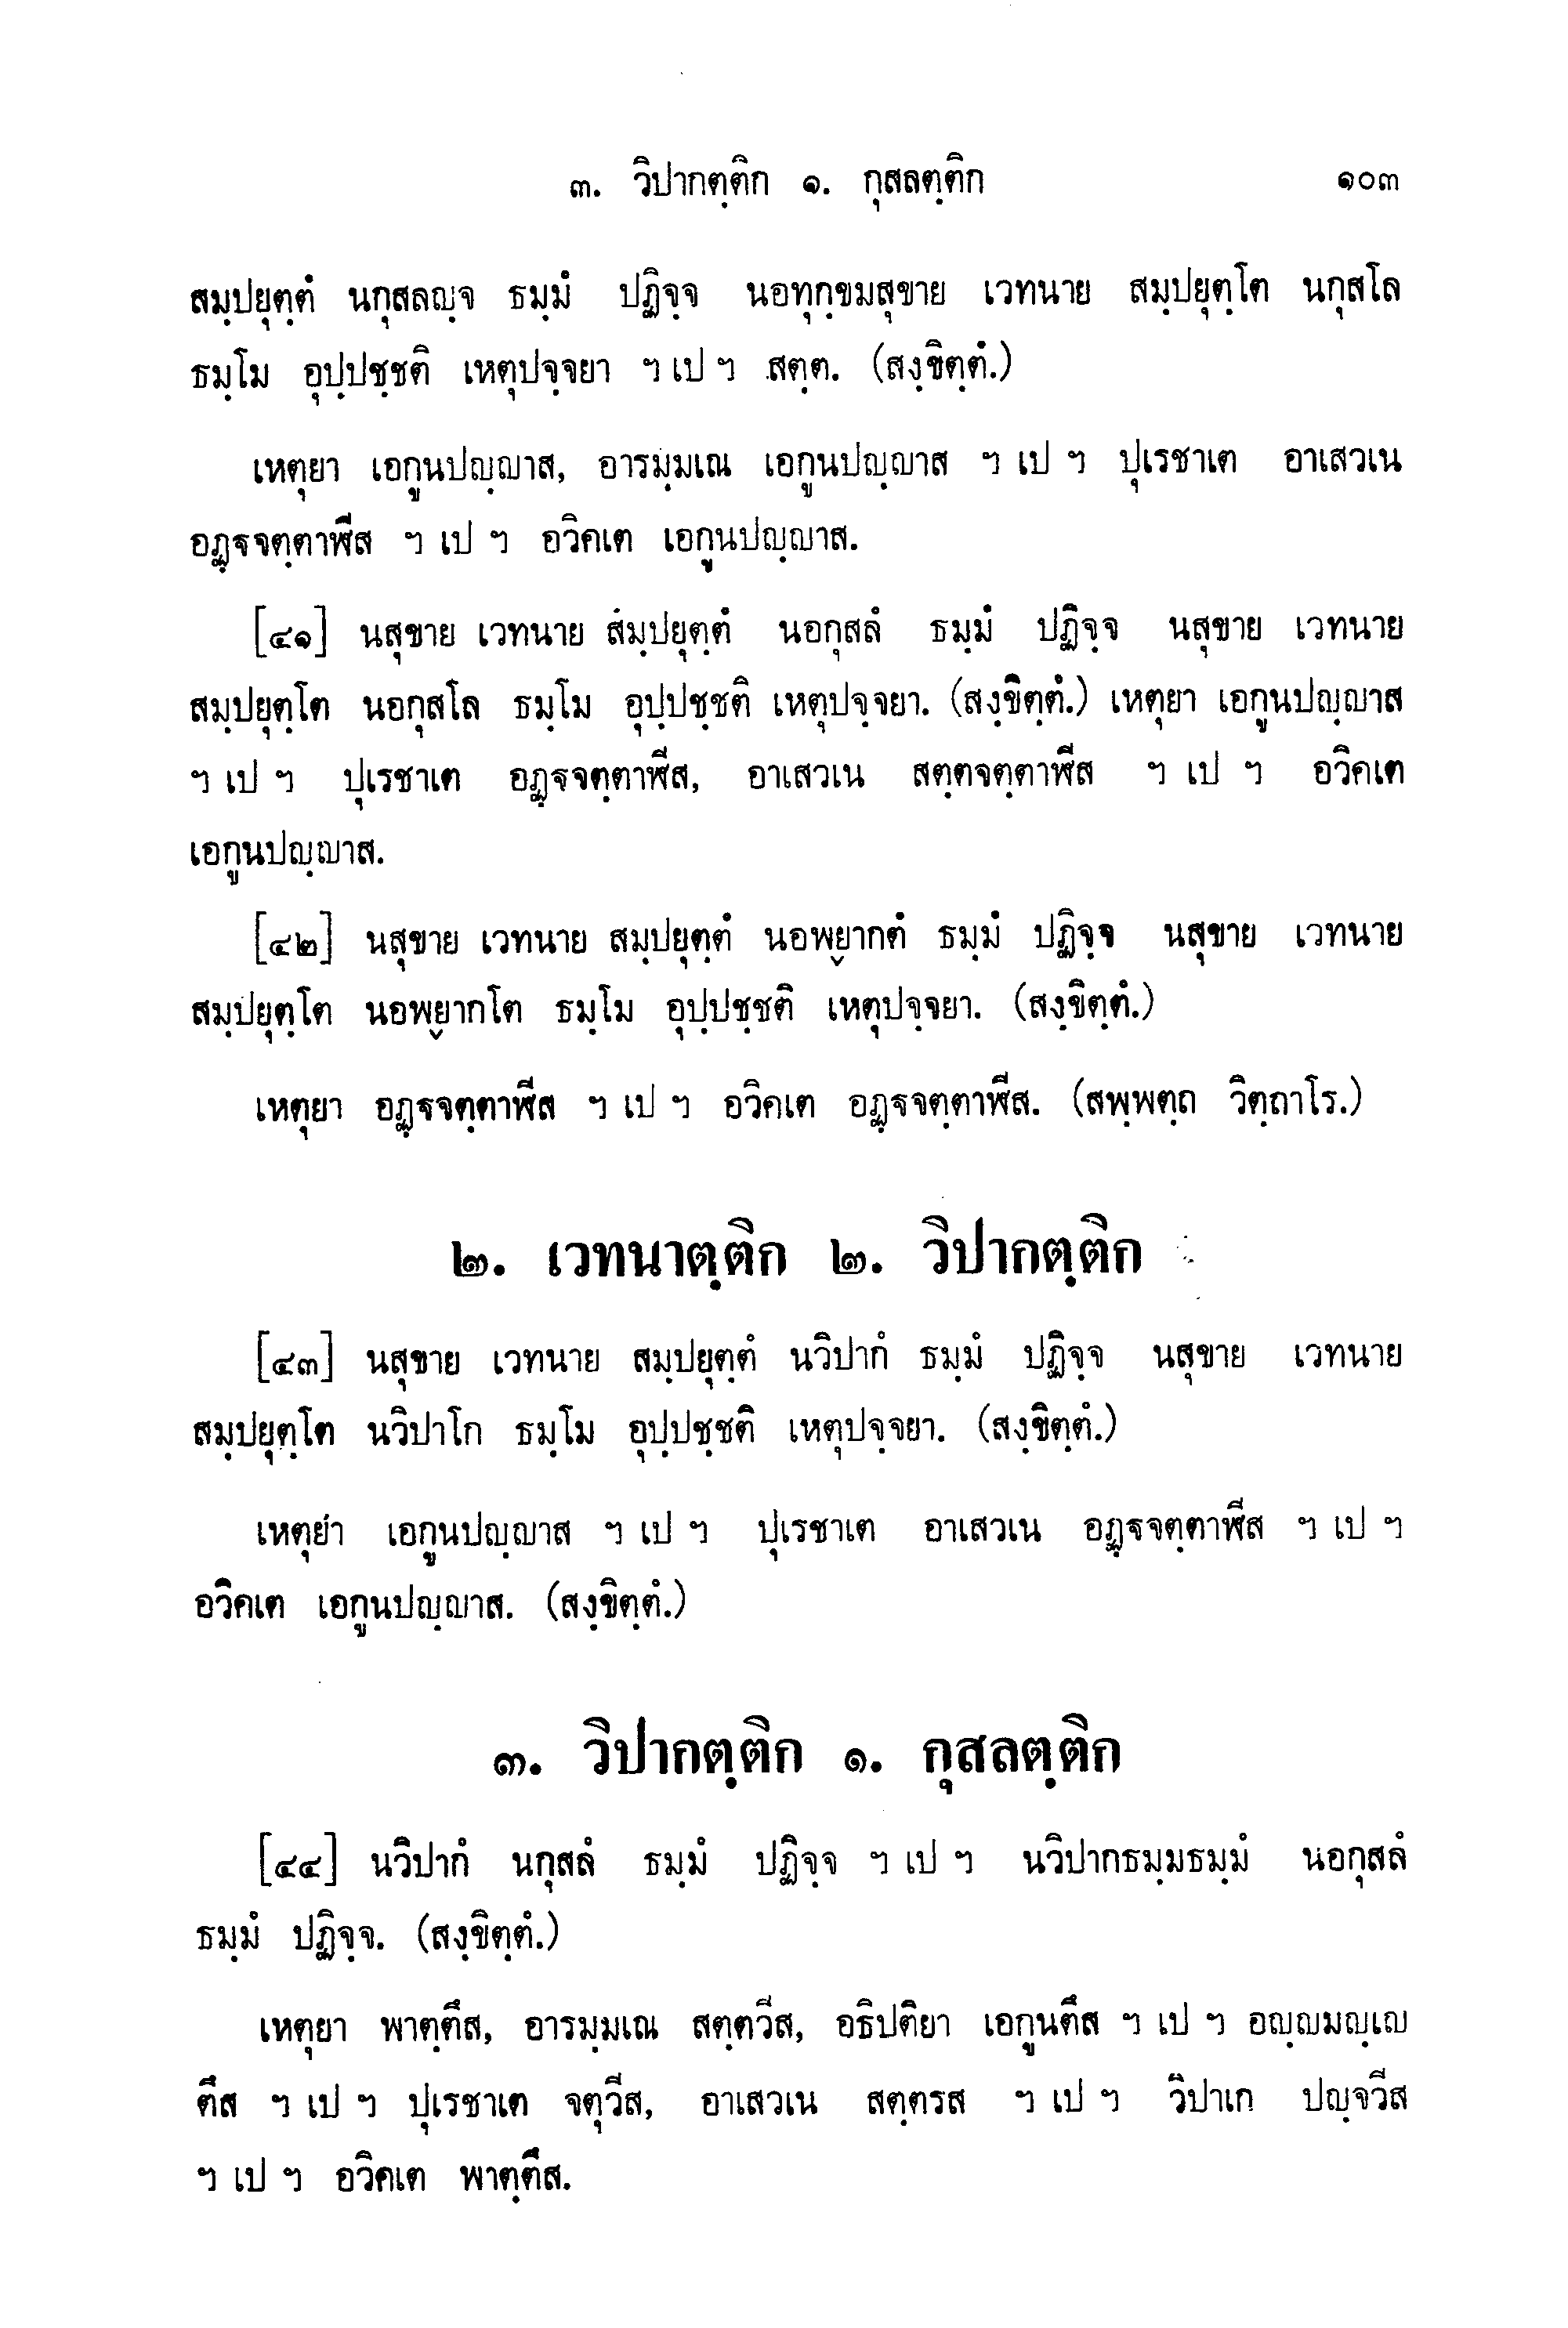 ๓. วิปากตฺติก ๑. กุสลตฺติก ๑๐๓
สมฺปยุตฺตํ นกุสลญฺจ ธมฺมํ ปฏิจฺจ นอทุกฺขมสุขาย เวทนาย สมฺปยุตฺโต นกุสโล
ธมฺโม อุปฺปชฺชติ เหตุปจฺจยา ฯ เป ฯ สตฺต. (สงฺขิตฺตํ.)
เหตุยา เอกูนปญฺญาส, อารมฺมเณ เอกูนปญฺญาส ฯ เป ฯ ปุเรชาเต อาเสวเน
อฏฺฐจตฺตาฬีส ฯ เป ฯ อวิคเต เอกูนปญฺญาส.
[๔๑] นสุขาย เวทนาย สมฺปยุตฺตํ นอกุสลํ ธมฺมํ ปฏิจฺจ นสุขาย เวทนาย
สมฺปยุตฺโต นอกุสโล ธมฺโม อุปฺปชฺชติ เหตุปจฺจยา. (สงฺขิตฺตํ.) เหตุยา เอกูนปญฺญาส
ฯ เป ฯ ปุเรชาเต อฏฺฐจตฺตาฬีส, อาเสวเน สตฺตจตฺตาฬีส ฯ เป ฯ อวิคเต
เอกูนปญฺญาส.
[๔๒] นสุขาย เวทนาย สมฺปยุตฺตํ นอพฺยากตํ ธมฺมํ ปฏิจฺจ นสุขาย เวทนาย
สมฺปยุตฺโต นอพฺยากโต ธมฺโม อุปฺปชฺชติ เหตุปจฺจยา. (สงฺขิตฺตํ.)
เหตุยา อฏฺฐจตฺตาฬีส ฯ เป ฯ อวิคเต อฏฺฐจตฺตาฬีส. (สพฺพตฺถ วิตฺถาโร.)
๒. เวทนาตฺติก ๒. วิปากตฺติก
[๔๓] นสุขาย เวทนาย สมฺปยุตฺตํ นวิปากํ ธมฺมํ ปฏิจฺจ นสุขาย เวทนาย
สมฺปยุตฺโต นวิปาโก ธมฺโม อุปฺปชฺชติ เหตุปจฺจยา. (สงฺขิตฺตํ.)
เหตุยา เอกูนปญฺญาส ฯ เป ฯ ปุเรชาเต อาเสวเน อฏฺฐจตฺตาฬีส ฯ เป ฯ
อวิคเต เอกูนปญฺญาส. (สงฺขิตฺตํ.)
๓. วิปากตฺติก ๑. กุสลตฺติก
[๔๔] นวิปากํ นกุสลํ ธมฺมํ ปฏิจฺจ ฯ เป ฯ นวิปากธมฺมธมฺมํ นอกุสลํ
ธมฺมํ ปฏิจฺจ. (สงฺขิตฺตํ.)
เหตุยา พาตฺตึส, อารมฺมเณ สตฺตวีส, อธิปติยา เอกูนตึส ฯ เป ฯ อญฺญมญฺเญ
ตึส ฯ เป ฯ ปุเรชาเต จตุวีส, อาเสวเน สตฺตรส ฯ เป ฯ วิปาเก ปญฺจวีส
ฯ เป ฯ อวิคเต พาตฺตึส.